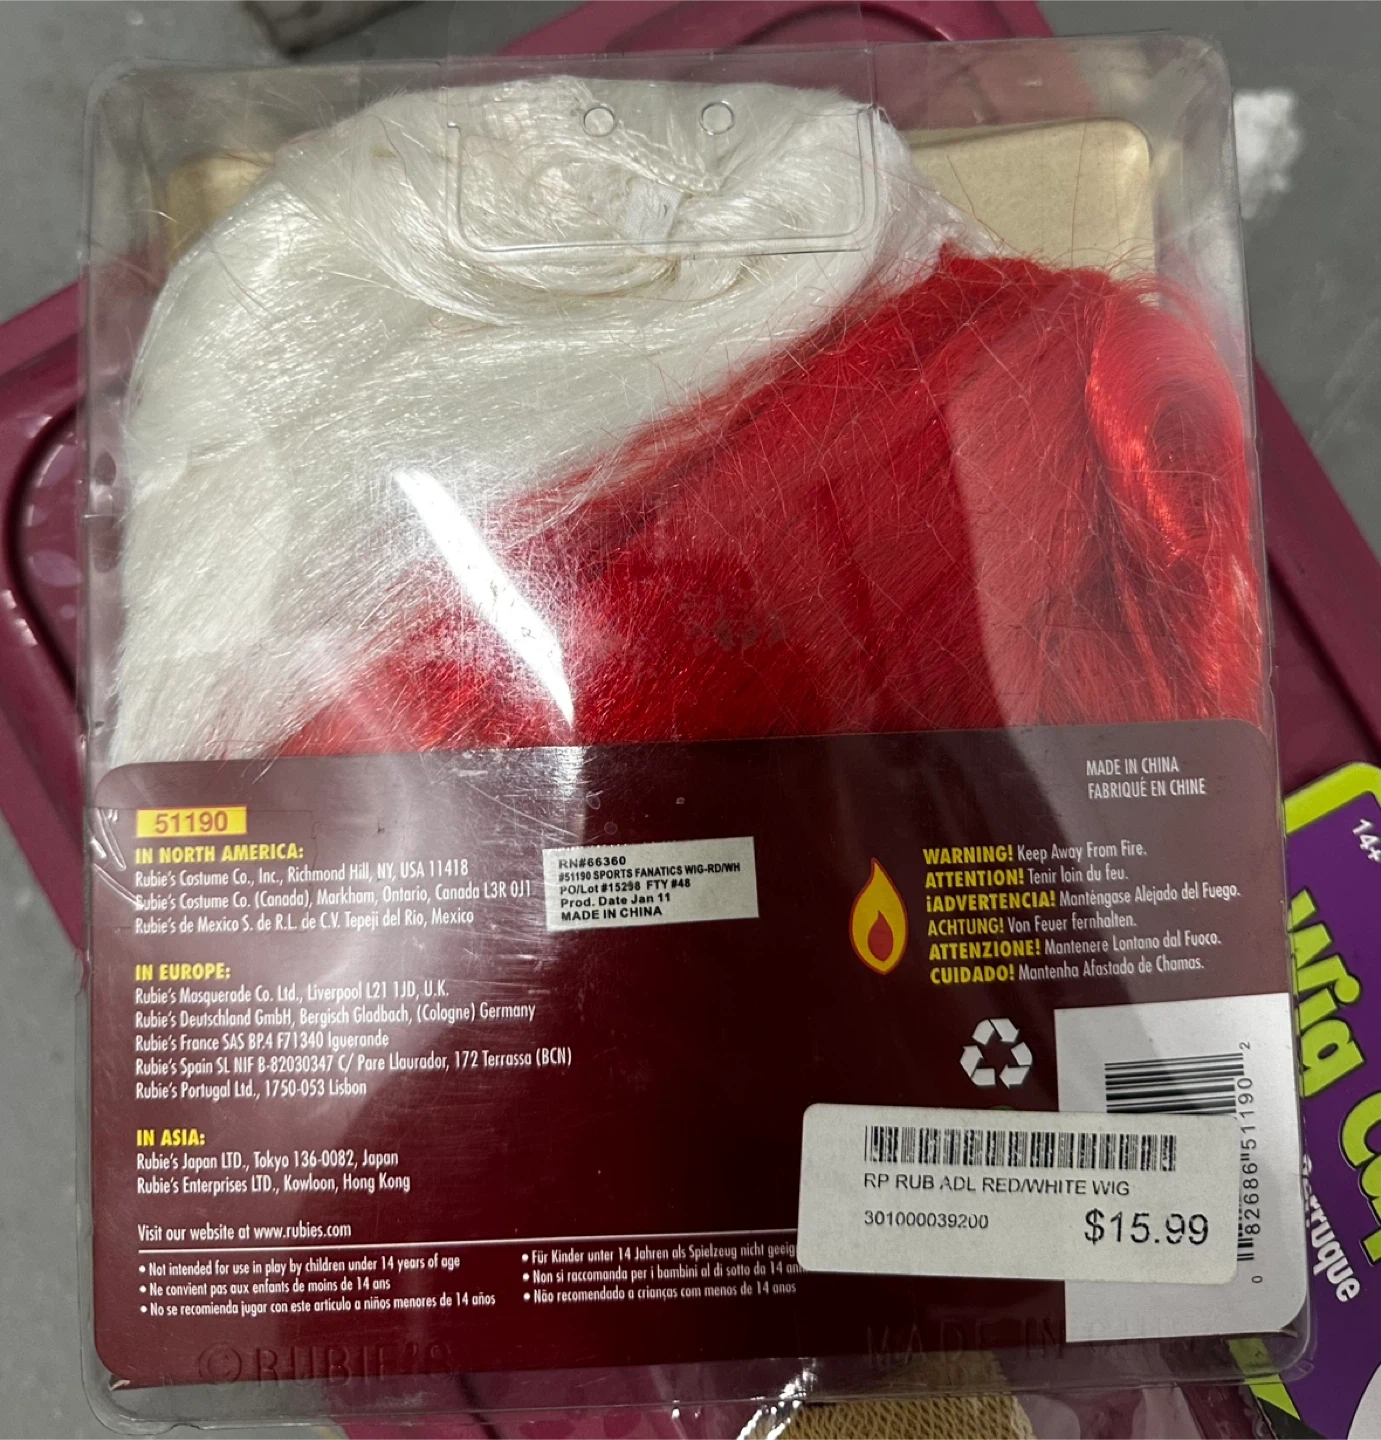 MADE IN CHINA
FABRIQUÉ EN CHINE
51190
IN NORTH AMERICA:
Rubie's Costume Co., Inc., Richmond Hill, NY, USA 11418
Rubie's Costume Co. (Canada), Markham, Ontario, Canada L3R 0J1
Rubie's de Mexico S. de R.L. de C.V. Tepeji del Rio, Mexico
IN EUROPE:
Rubie's Masquerade Co. Ltd., Liverpool L21 1JD, U.K.
Rubie's Deutschland GmbH, Bergisch Gladbach, (Cologne) Germany
Rubie's France SAS BP.4 F71340 Iguerande
Rubie's Spain SL NIF B-82030347 C/ Pare Llaurador, 172 Terrassa (BCN)
Rubie's Portugal Ltd., 1750-053 Lisbon
IN ASIA:
Rubie's Japan LTD., Tokyo 136-0082, Japan
Rubie's Enterprises LTD., Kowloon, Hong Kong
Visit our website at www.rubies.com
• Not intended for use in play by children under 14 years of age
• Ne convient pas aux enfants de moins de 14 ans
• No se recomienda jugar con este artículo a niños menores de 14 años
• Für Kinder unter 14 Jahren als Spielzeug nicht
• Non si raccomanda per i bambini al di sotto da 14
• Não recomendado a crianças com menos de 14 anos
RN#66360
#51190 SPORTS FANATICS WIG-RD/WH
PO/Lot #15298 FTY #48
Prod. Date Jan 11
MADE IN CHINA
WARNING! Keep Away From Fire.
ATTENTION! Tenir loin du feu.
¡ADVERTENCIA! Manténgase Alejado del Fuego.
ACHTUNG! Von Feuer fernhalten.
ATTENZIONE! Mantenere Lontano dal Fuoco.
CUIDADO! Mantenha Afastado de Chamas.
0 82686 51190 2
RP RUB ADL RED/WHITE WIG
301000039200
$15.99
©RUBIE'S
MADE IN CHINA
14+
Wig